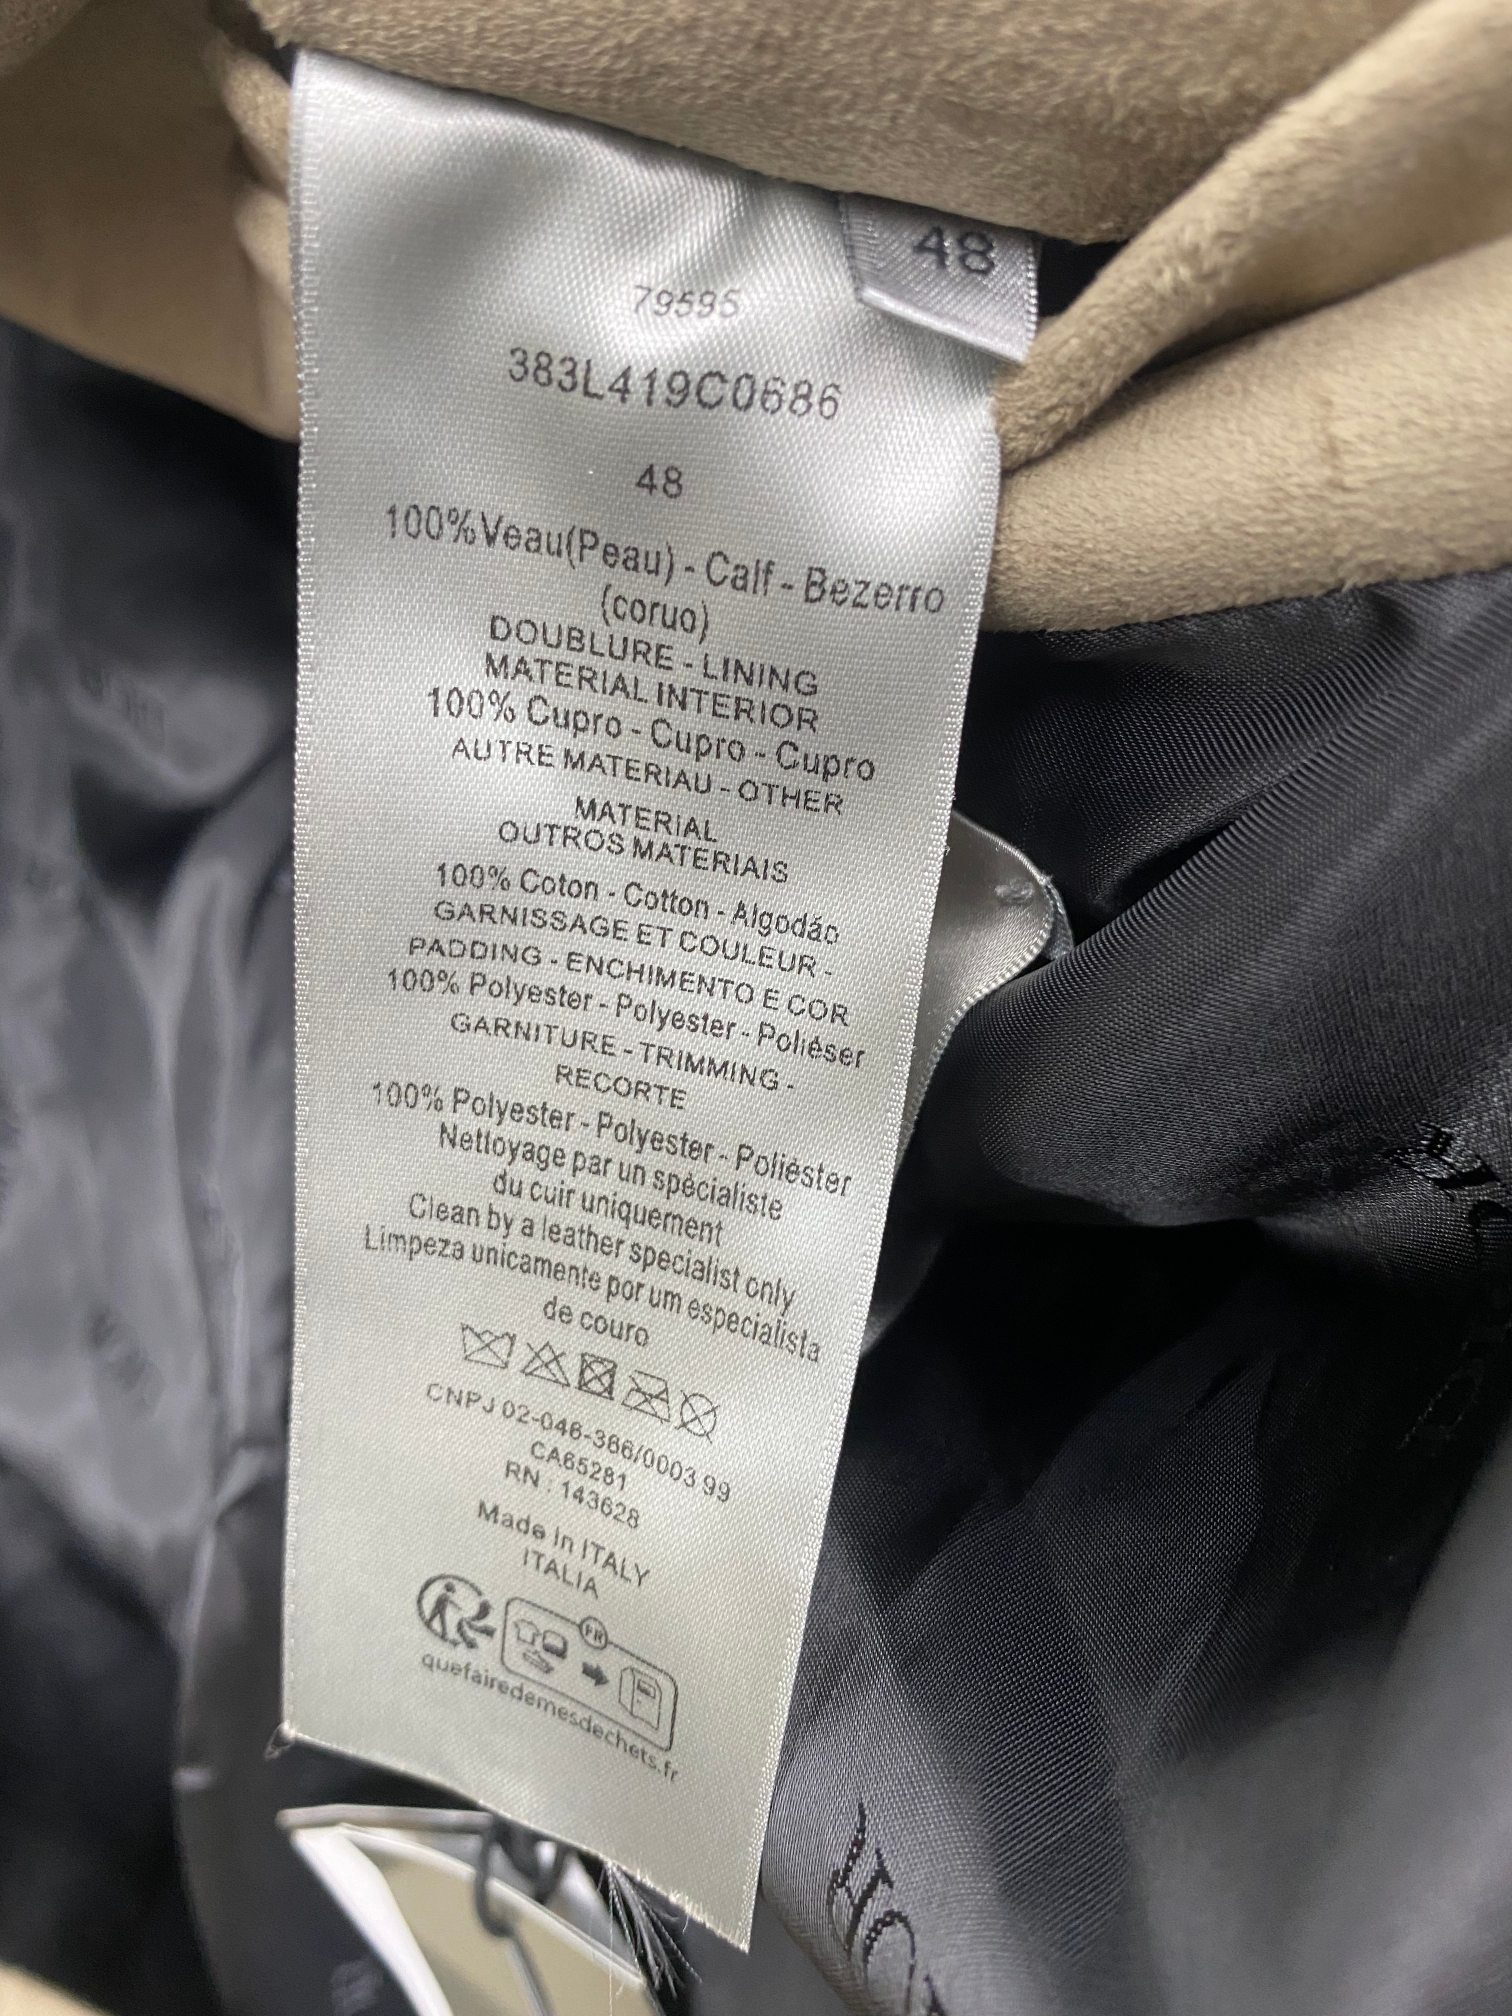 48
79595
383L419C0686
48
100%Veau(Peau) - Calf - Bezerro
(coruo)
DOUBLURE - LINING
MATERIAL INTERIOR
100% Cupro - Cupro - Cupro
AUTRE MATERIAU - OTHER
MATERIAL
OUTROS MATERIAIS
100% Coton - Cotton - Algodão
GARNISSAGE ET COULEUR -
PADDING - ENCHIMENTO E COR
100% Polyester - Polyester - Poliéser
GARNITURE - TRIMMING -
RECORTE
100% Polyester - Polyester - Poliéster
Nettoyage par un spécialiste
du cuir uniquement
Clean by a leather specialist only
Limpeza unicamente por um especialista
de couro
CNPJ 02-046-366/0003 99
CA65281
RN : 143628
Made in ITALY
ITALIA
FR
quefairedemesdechets.fr